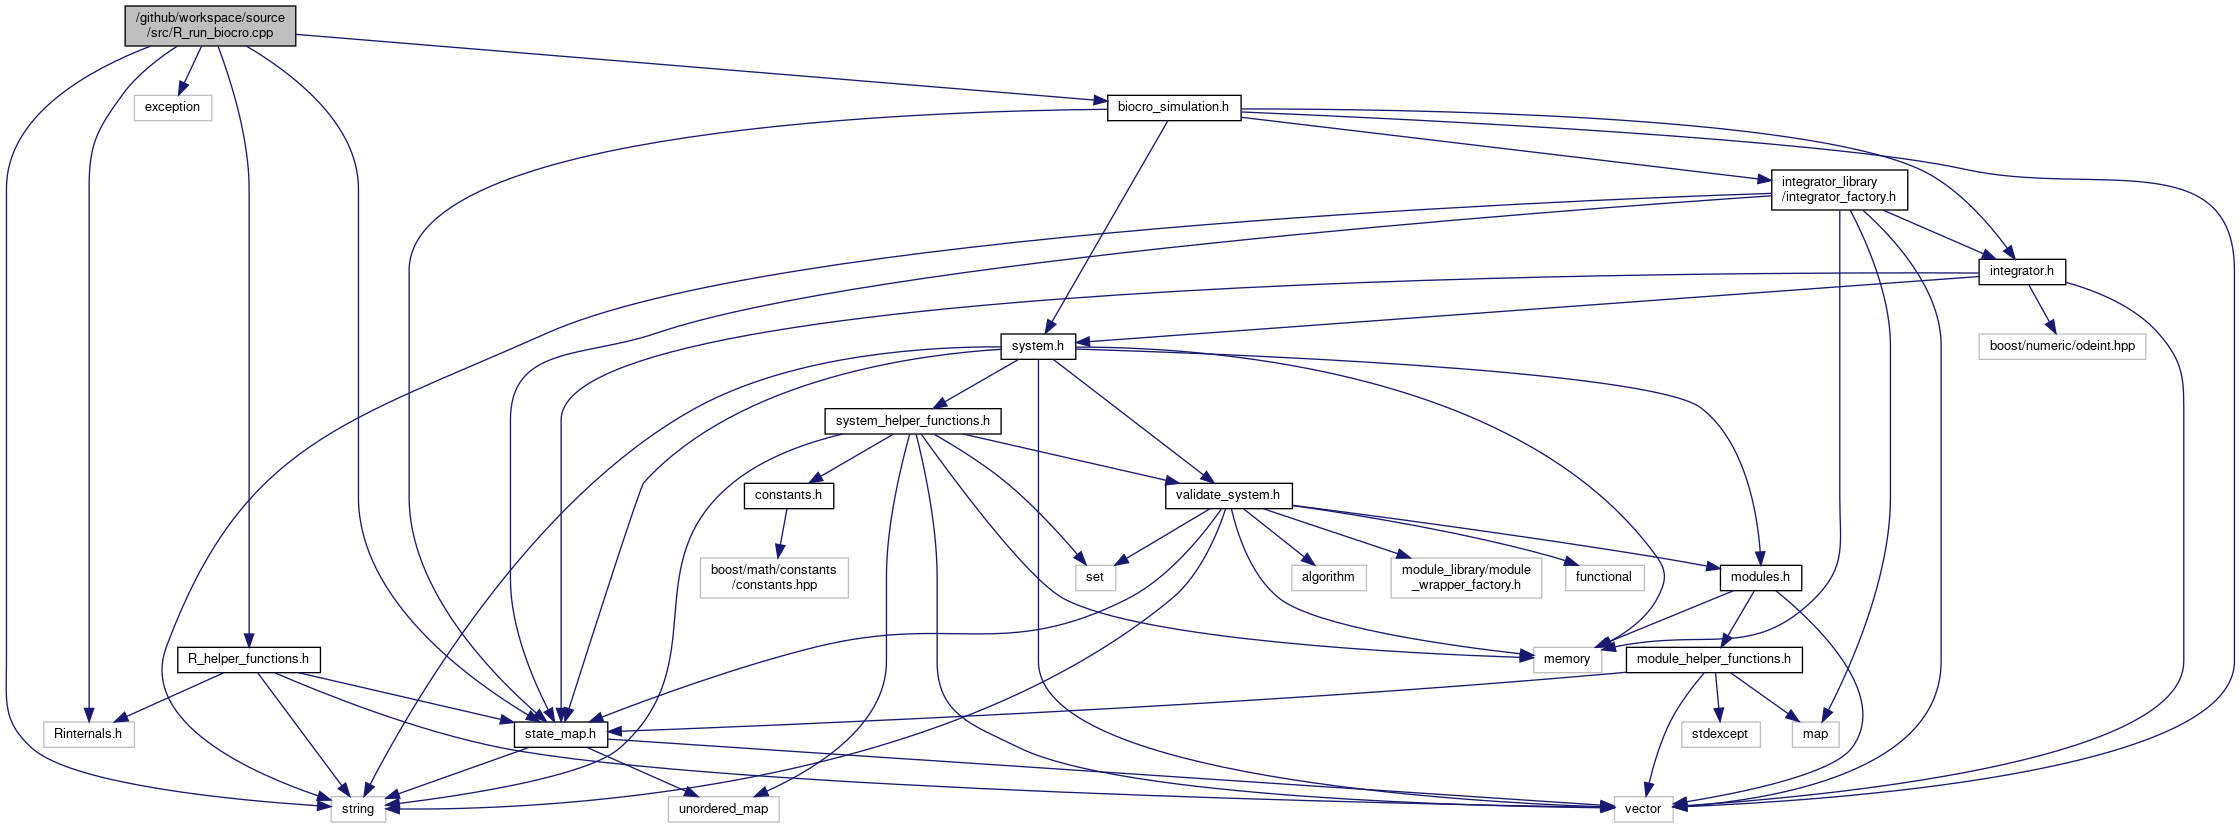 /github/workspace/source
/src/R_run_biocro.cpp
exception
biocro_simulation.h
integrator_library
/integrator_factory.h
integrator.h
system.h
boost/numeric/odeint.hpp
system_helper_functions.h
constants.h
validate_system.h
boost/math/constants
/constants.hpp
set
algorithm
module_library/module
_wrapper_factory.h
functional
modules.h
R_helper_functions.h
memory
module_helper_functions.h
Rinternals.h
state_map.h
stdexcept
map
string
unordered_map
vector